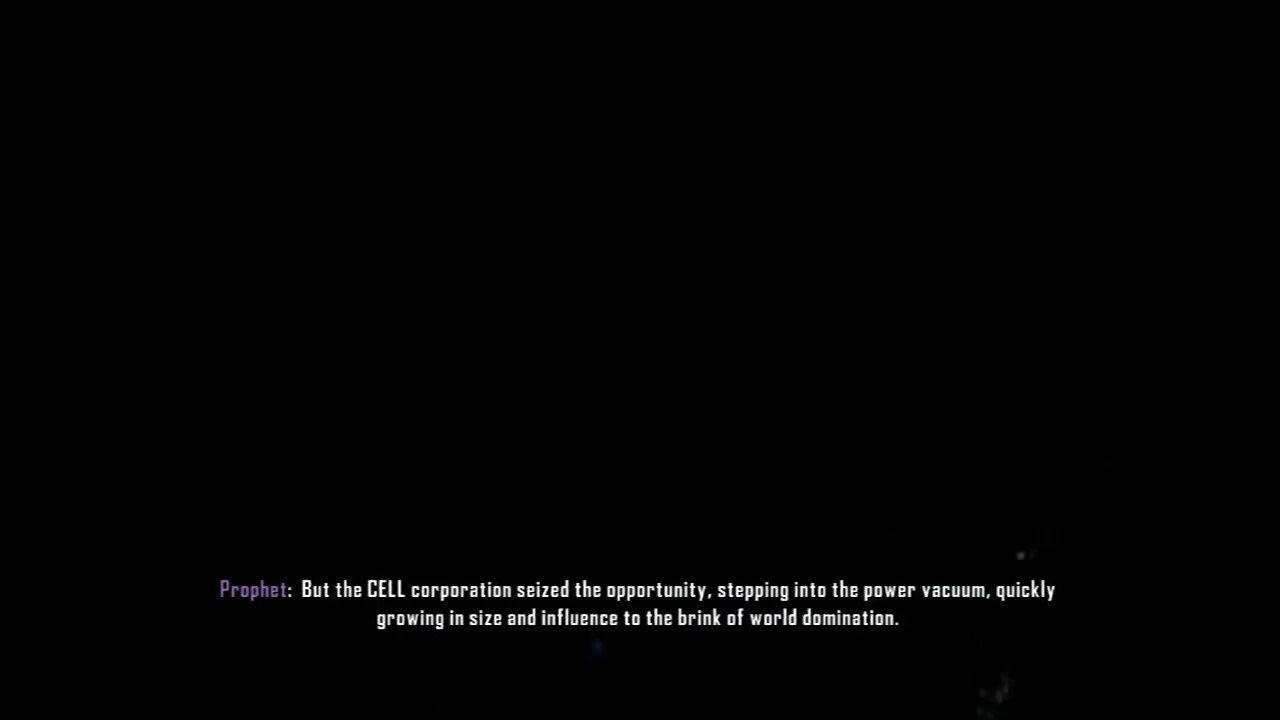 Prophet: But the CELL corporation seized the opportunity, stepping into the power vacuum, quickly
growing in size and influence to the brink of world domination.